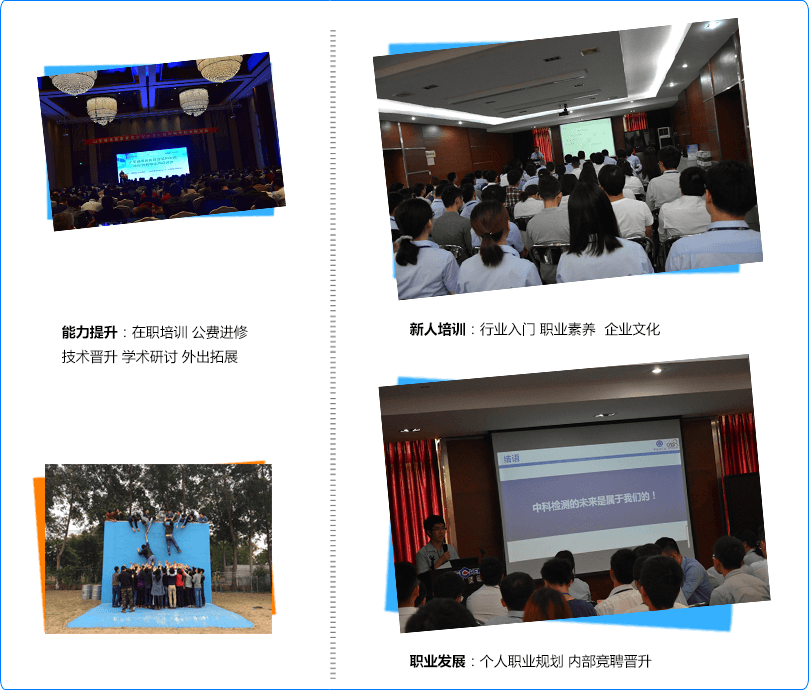 能力提升：在职培训 公费进修
技术晋升 学术研讨 外出拓展
新人培训：行业入门 职业素养 企业文化
结语
中科检测的未来是属于我们的！
职业发展：个人职业规划 内部竞聘晋升